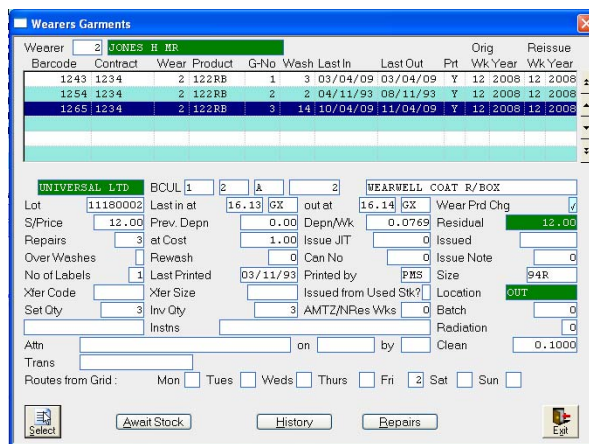 Wearers Garments
Wearer 2 JONES H MR Orig Reissue
Barcode Contract Wear Product G-No Wash Last In Last Out Prt Wk Year Wk Year
1243 1234 2 122RB 1 3 03/04/09 03/04/09 Y 12 2008 12 2008
1254 1234 2 122RB 2 2 04/11/93 08/11/93 Y 12 2008 12 2008
1265 1234 2 122RB 3 14 10/04/09 11/04/09 Y 12 2008 12 2008
UNIVERSAL LTD BCUL 1 2 A 2 WEARWELL COAT R/BOX
Lot 11180002 Last in at 16.13 GX out at 16.14 GX Wear Prd Chg
S/Price 12.00 Prev. Depn 0.00 Depn/Wk 0.0769 Residual 12.00
Repairs 3 at Cost 1.00 Issue JIT 0 Issued
Over Washes Rewash 0 Can No 0 Issue Note 0
No of Labels 1 Last Printed 03/11/93 Printed by PMS Size 94R
Xfer Code Xfer Size Issued from Used Stk? Location OUT
Set Qty 3 Inv Qty 3 AMTZ/NRes Wks 0 Batch 0
Instns Radiation 0
Attn on by Clean 0.1000
Trans
Routes from Grid : Mon Tues Weds Thurs Fri 2 Sat Sun
Select Await Stock History Repairs Exit